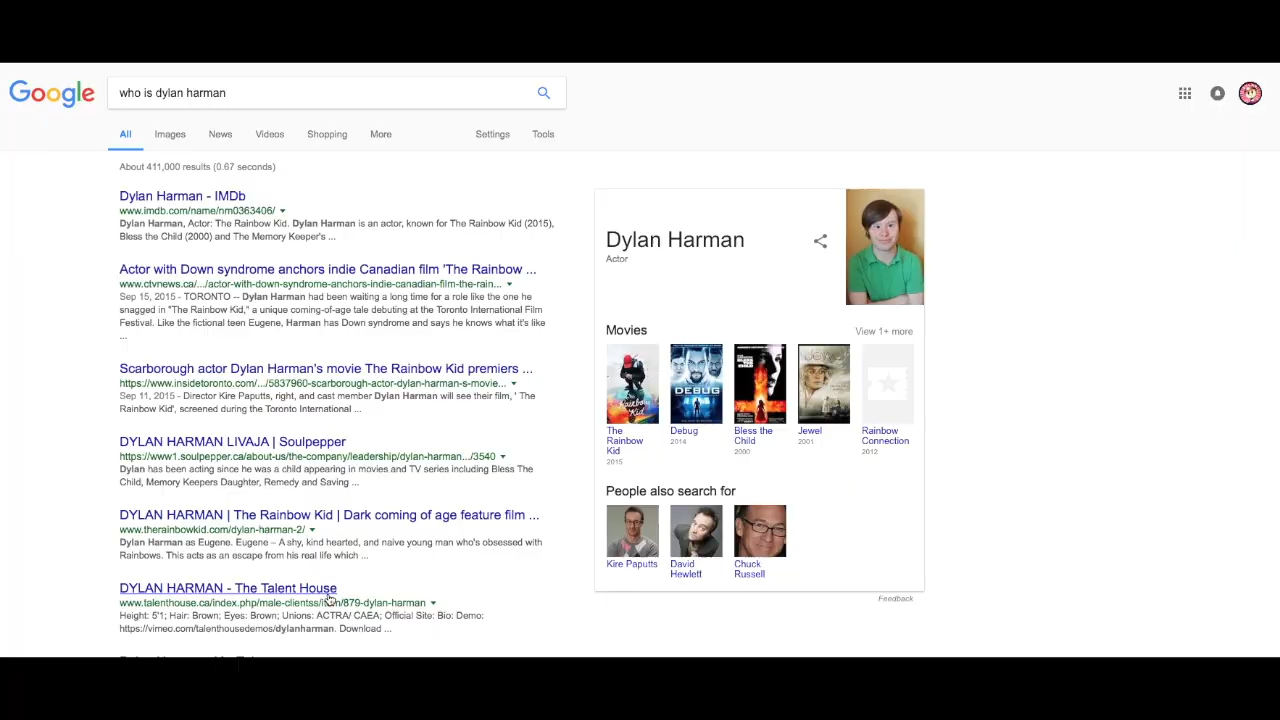 Google
who is dylan harman
All Images News Videos Shopping More Settings Tools
About 411,000 results (0.67 seconds)
Dylan Harman - IMDb
www.imdb.com/name/nm0363406/
Dylan Harman, Actor: The Rainbow Kid. Dylan Harman is an actor, known for The Rainbow Kid (2015),
Bless the Child (2000) and The Memory Keeper's ...
Actor with Down syndrome anchors indie Canadian film 'The Rainbow ...
www.ctvnews.ca/.../actor-with-down-syndrome-anchors-indie-canadian-film-the-rain...
Sep 15, 2015 - TORONTO -- Dylan Harman had been waiting a long time for a role like the one he
snagged in "The Rainbow Kid," a unique coming-of-age tale debuting at the Toronto International Film
Festival. Like the fictional teen Eugene, Harman has Down syndrome and says he knows what it's like
...
Scarborough actor Dylan Harman's movie The Rainbow Kid premiers ...
https://www.insidetoronto.com/.../5837960-scarborough-actor-dylan-harman-s-movie...
Sep 11, 2015 - Director Kire Paputts, right, and cast member Dylan Harman will see their film, ' The
Rainbow Kid', screened during the Toronto International ...
DYLAN HARMAN LIVAJA | Soulpepper
https://www1.soulpepper.ca/about-us/the-company/leadership/dylan-harman.../3540
Dylan has been acting since he was a child appearing in movies and TV series including Bless The
Child, Memory Keepers Daughter, Remedy and Saving ...
DYLAN HARMAN | The Rainbow Kid | Dark coming of age feature film ...
www.therainbowkid.com/dylan-harman-2/
Dylan Harman as Eugene. Eugene – A shy, kind hearted, and naive young man who's obsessed with
Rainbows. This acts as an escape from his real life which ...
DYLAN HARMAN - The Talent House
www.talenthouse.ca/index.php/male-clientss/item/879-dylan-harman
Height: 5'1; Hair: Brown; Eyes: Brown; Unions: ACTRA/ CAEA; Official Site: Bio: Demo:
https://vimeo.com/talenthousedemos/dylanharman. Download ...
Dylan Harman
Actor
Movies
View 1+ more
The Rainbow Kid
DEBUG
JEWEL
The
Rainbow
Kid
2015
Debug
2014
Bless the
Child
2000
Jewel
2001
Rainbow
Connection
2012
People also search for
Kire Paputts
David
Hewlett
Chuck
Russell
Feedback